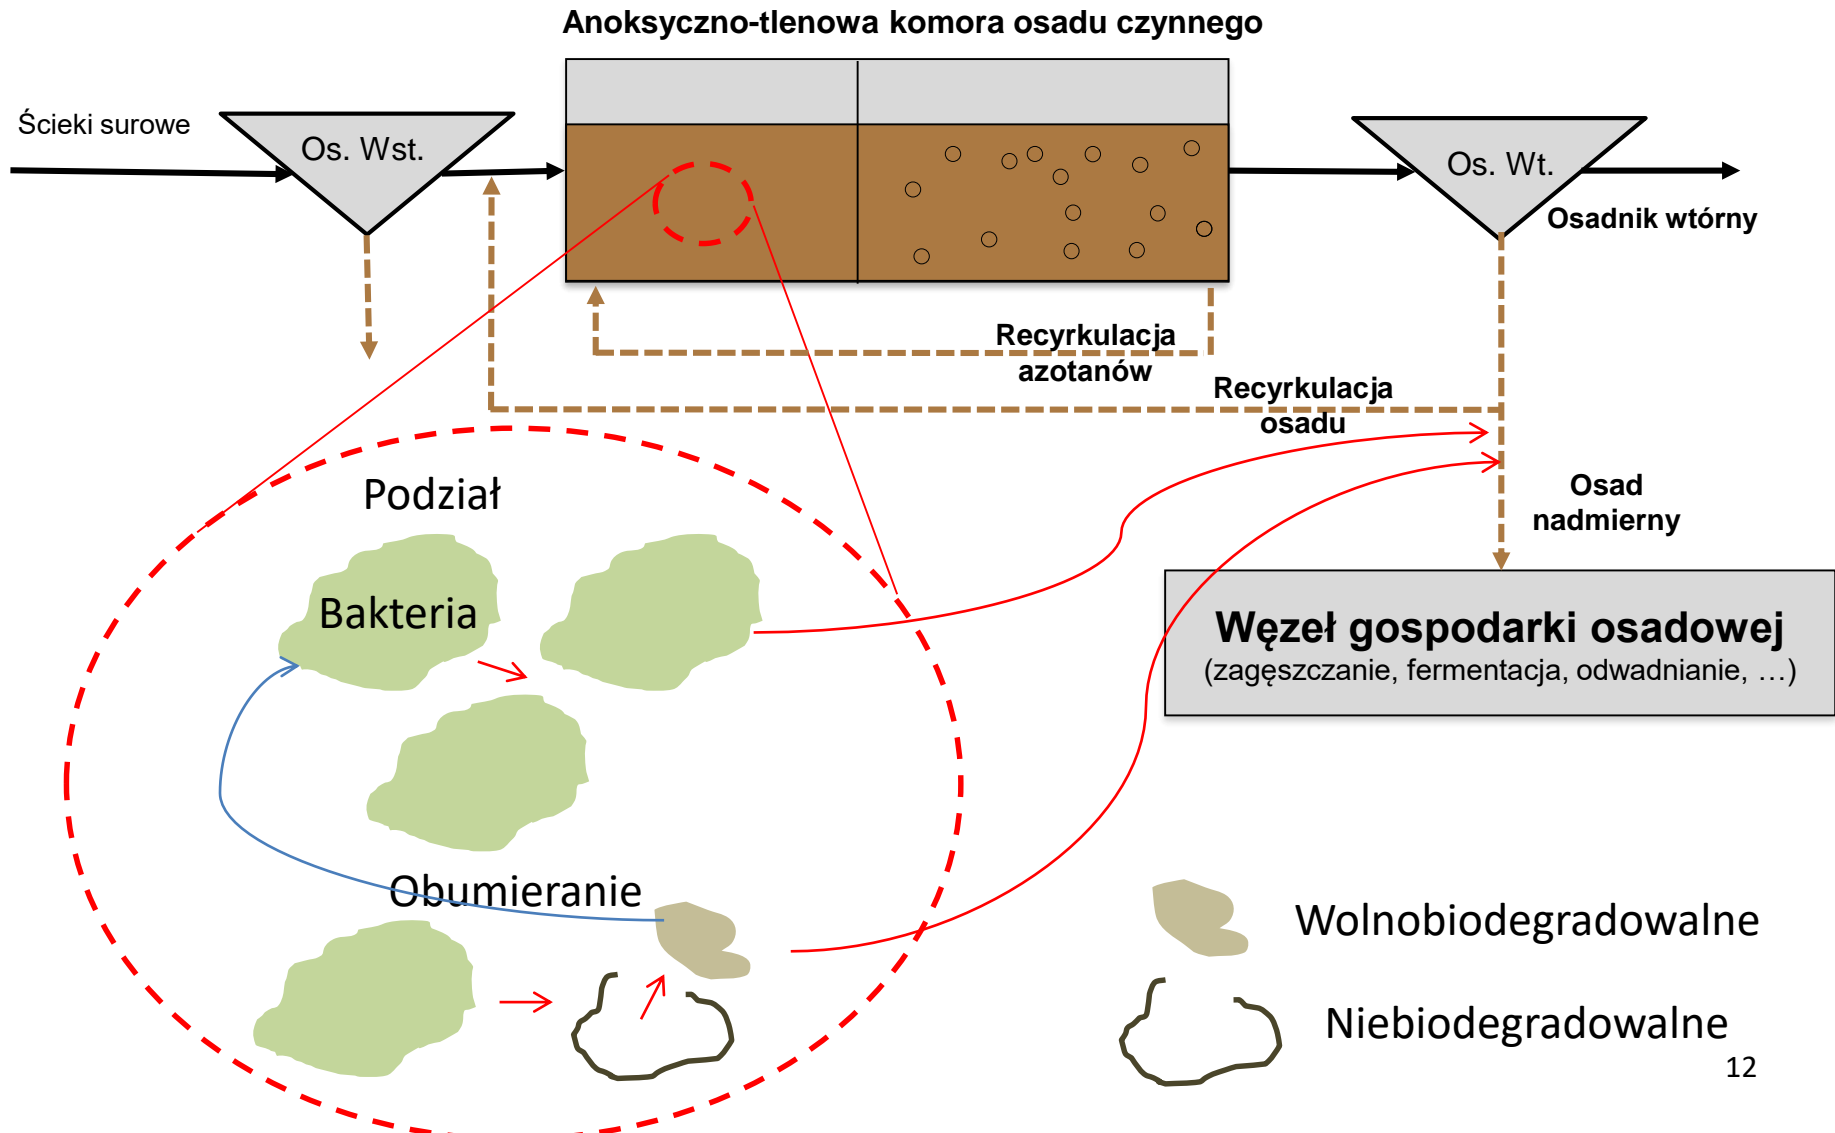 Anoksyczno-tlenowa komora osadu czynnego
Ścieki surowe
Os. Wst.
Os. Wt.
Osadnik wtórny
Recyrkulacja
azotanów
Recyrkulacja
osadu
Osad
nadmierny
Podział
Bakteria
Węzeł gospodarki osadowej
(zagęszczanie, fermentacja, odwadnianie, …)
Obumieranie
Wolnobiodegradowalne
Niebiodegradowalne
12